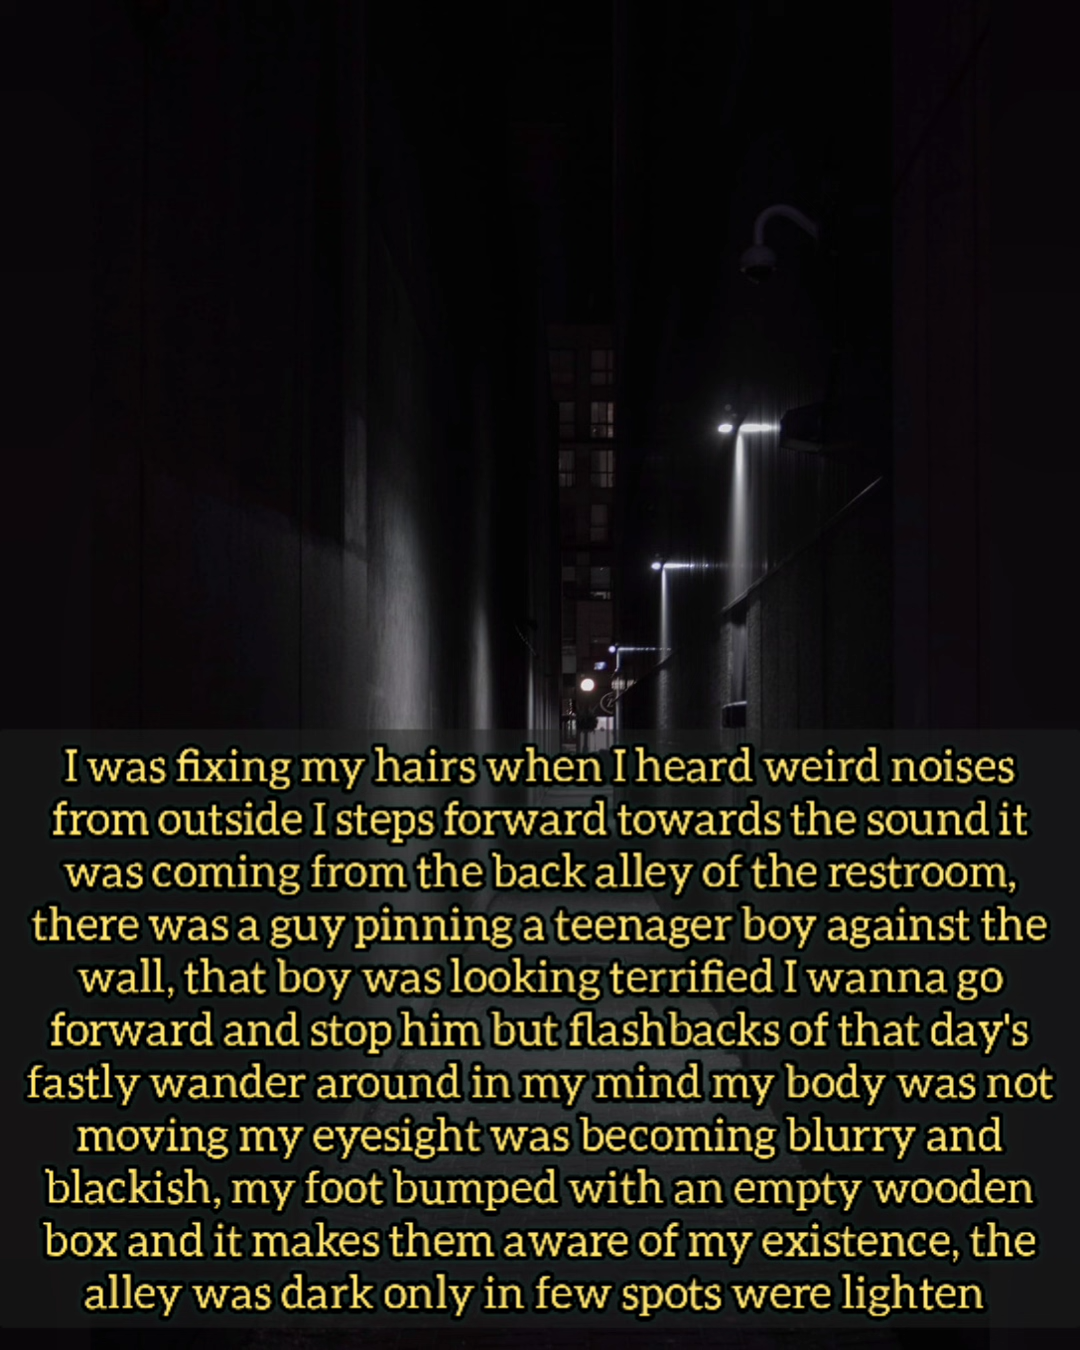 I was fixing my hairs when I heard weird noises
from outside I steps forward towards the sound it
was coming from the back alley of the restroom,
there was a guy pinning a teenager boy against the
wall, that boy was looking terrified I wanna go
forward and stop him but flashbacks of that day's
fastly wander around in my mind my body was not
moving my eyesight was becoming blurry and
blackish, my foot bumped with an empty wooden
box and it makes them aware of my existence, the
alley was dark only in few spots were lighten